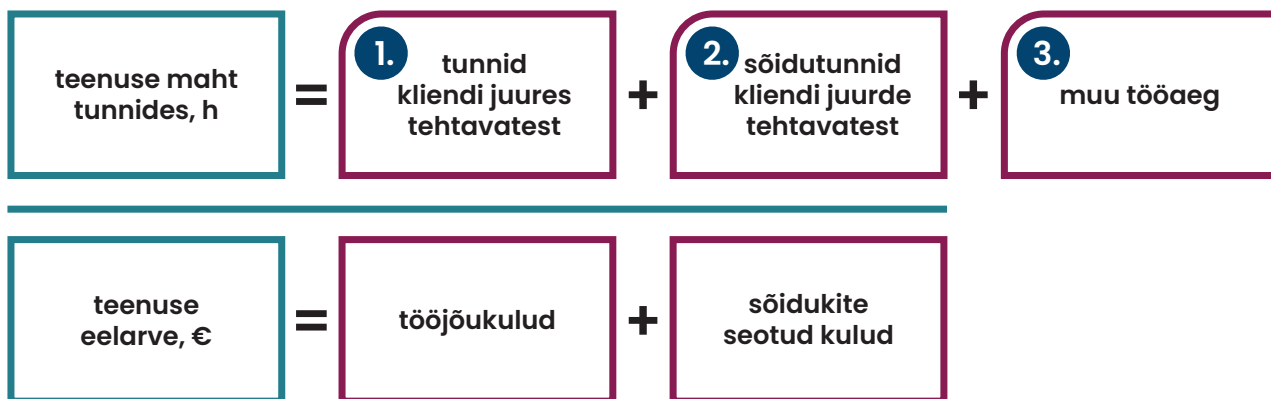 teenuse maht
tunnides, h
=
1.
tunnid
kliendi juures
tehtavatest
+
2.
sõidutunnid
kliendi juurde
tehtavatest
+
3.
muu tööaeg
teenuse
eelarve, €
=
tööjõukulud
+
sõidukite
seotud kulud